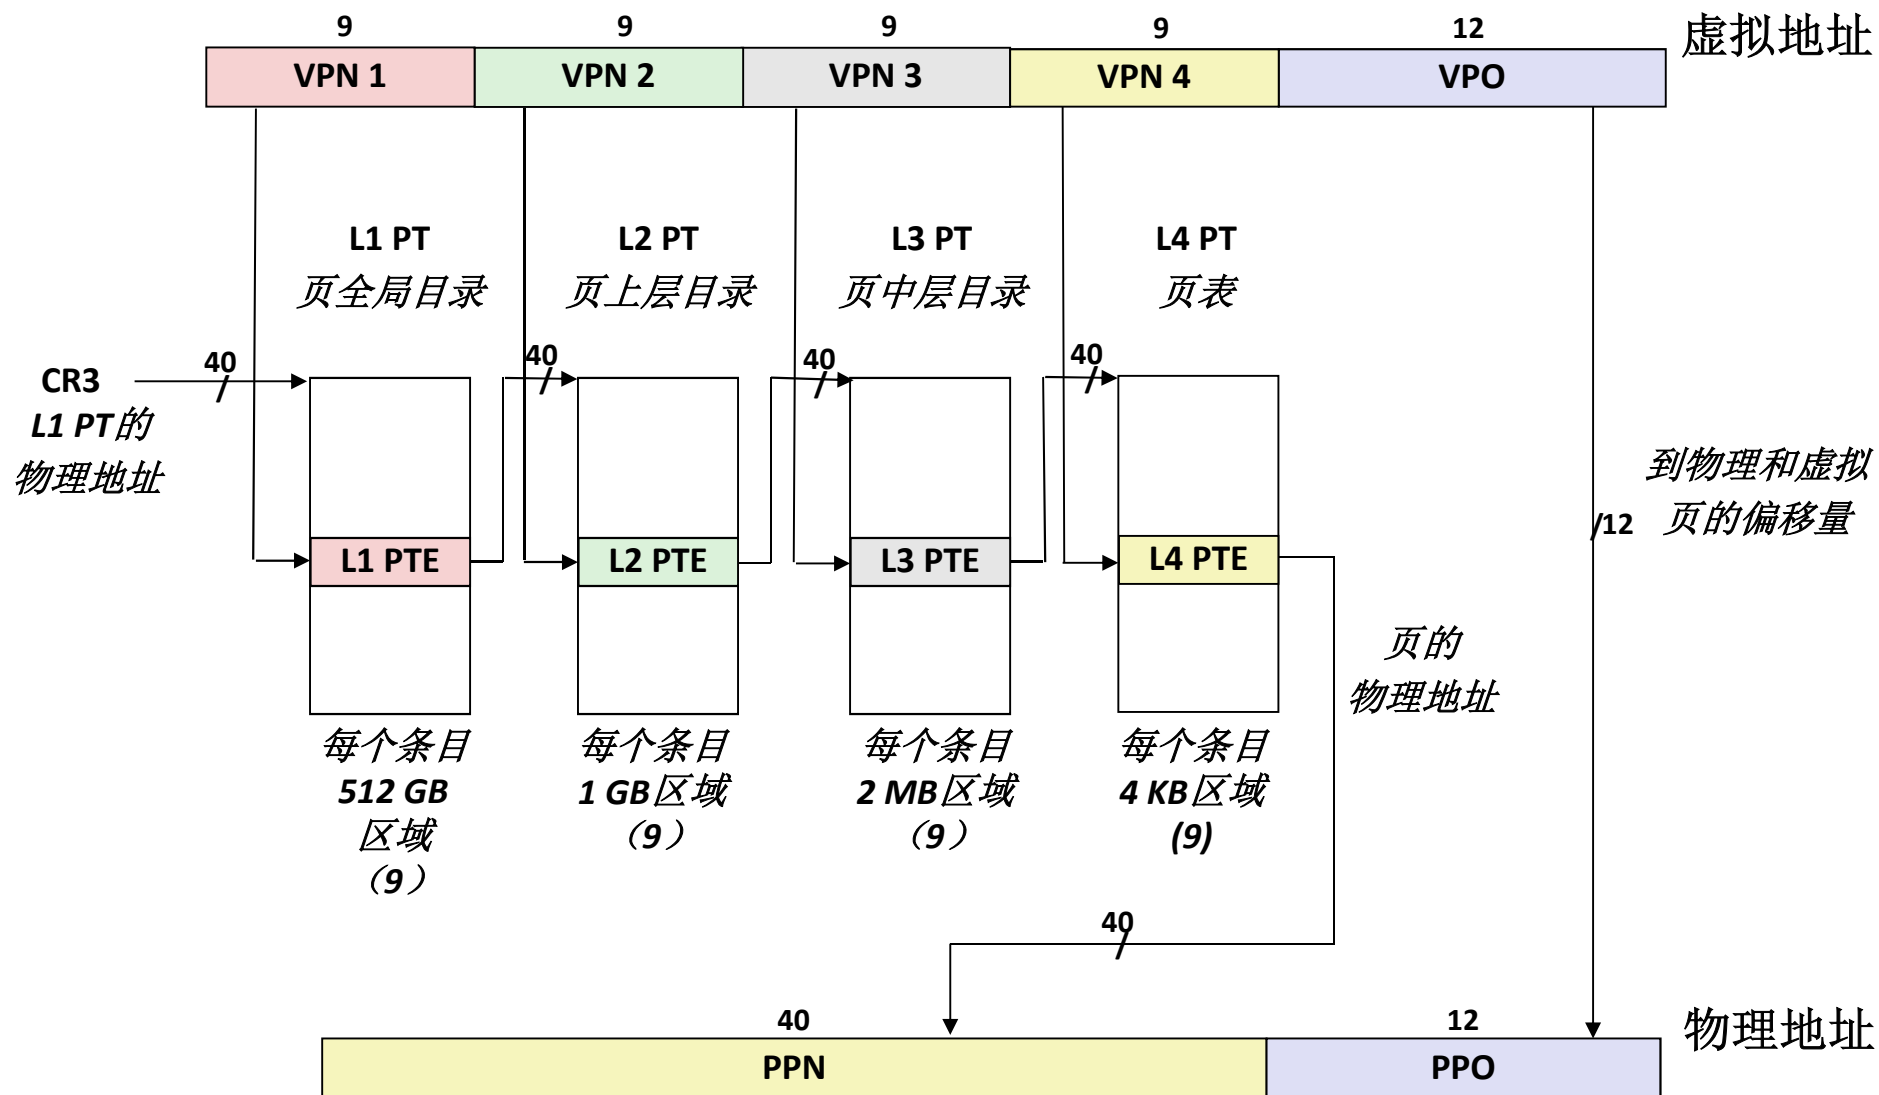 9 9 9 9 12
虚拟地址
VPN 1 VPN 2 VPN 3 VPN 4 VPO
L1 PT L2 PT L3 PT L4 PT
页全局目录 页上层目录 页中层目录 页表
40 40 40 40
CR3
L1 PT的
物理地址
到物理和虚拟
页的偏移量
/12
L1 PTE L2 PTE L3 PTE L4 PTE
页的
物理地址
每个条目 每个条目 每个条目 每个条目
512 GB 1 GB区域 2 MB区域 4 KB区域
区域 （9） （9） (9)
（9）
40
40 12
物理地址
PPN PPO